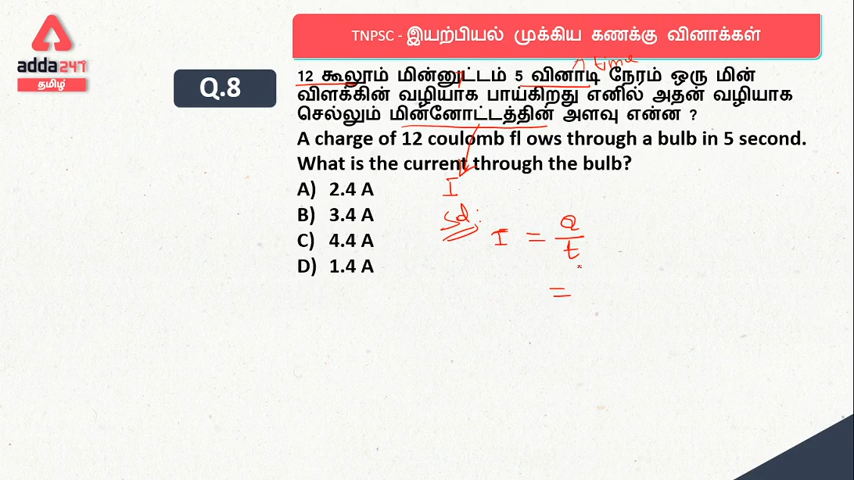 TNPSC - இயற்பியல் முக்கிய கணக்கு வினாக்கள்
adda247
தமிழ்
Q.8
time
12 கூலூம் மின்னூட்டம் 5 வினாடி நேரம் ஒரு மின்
விளக்கின் வழியாக பாய்கிறது எனில் அதன் வழியாக
செல்லும் மின்னோட்டத்தின் அளவு என்ன ?
A charge of 12 coulomb fl ows through a bulb in 5 second.
What is the current through the bulb?
A) 2.4 A
B) 3.4 A
C) 4.4 A
D) 1.4 A
I
Sol:
I = Q/t
=